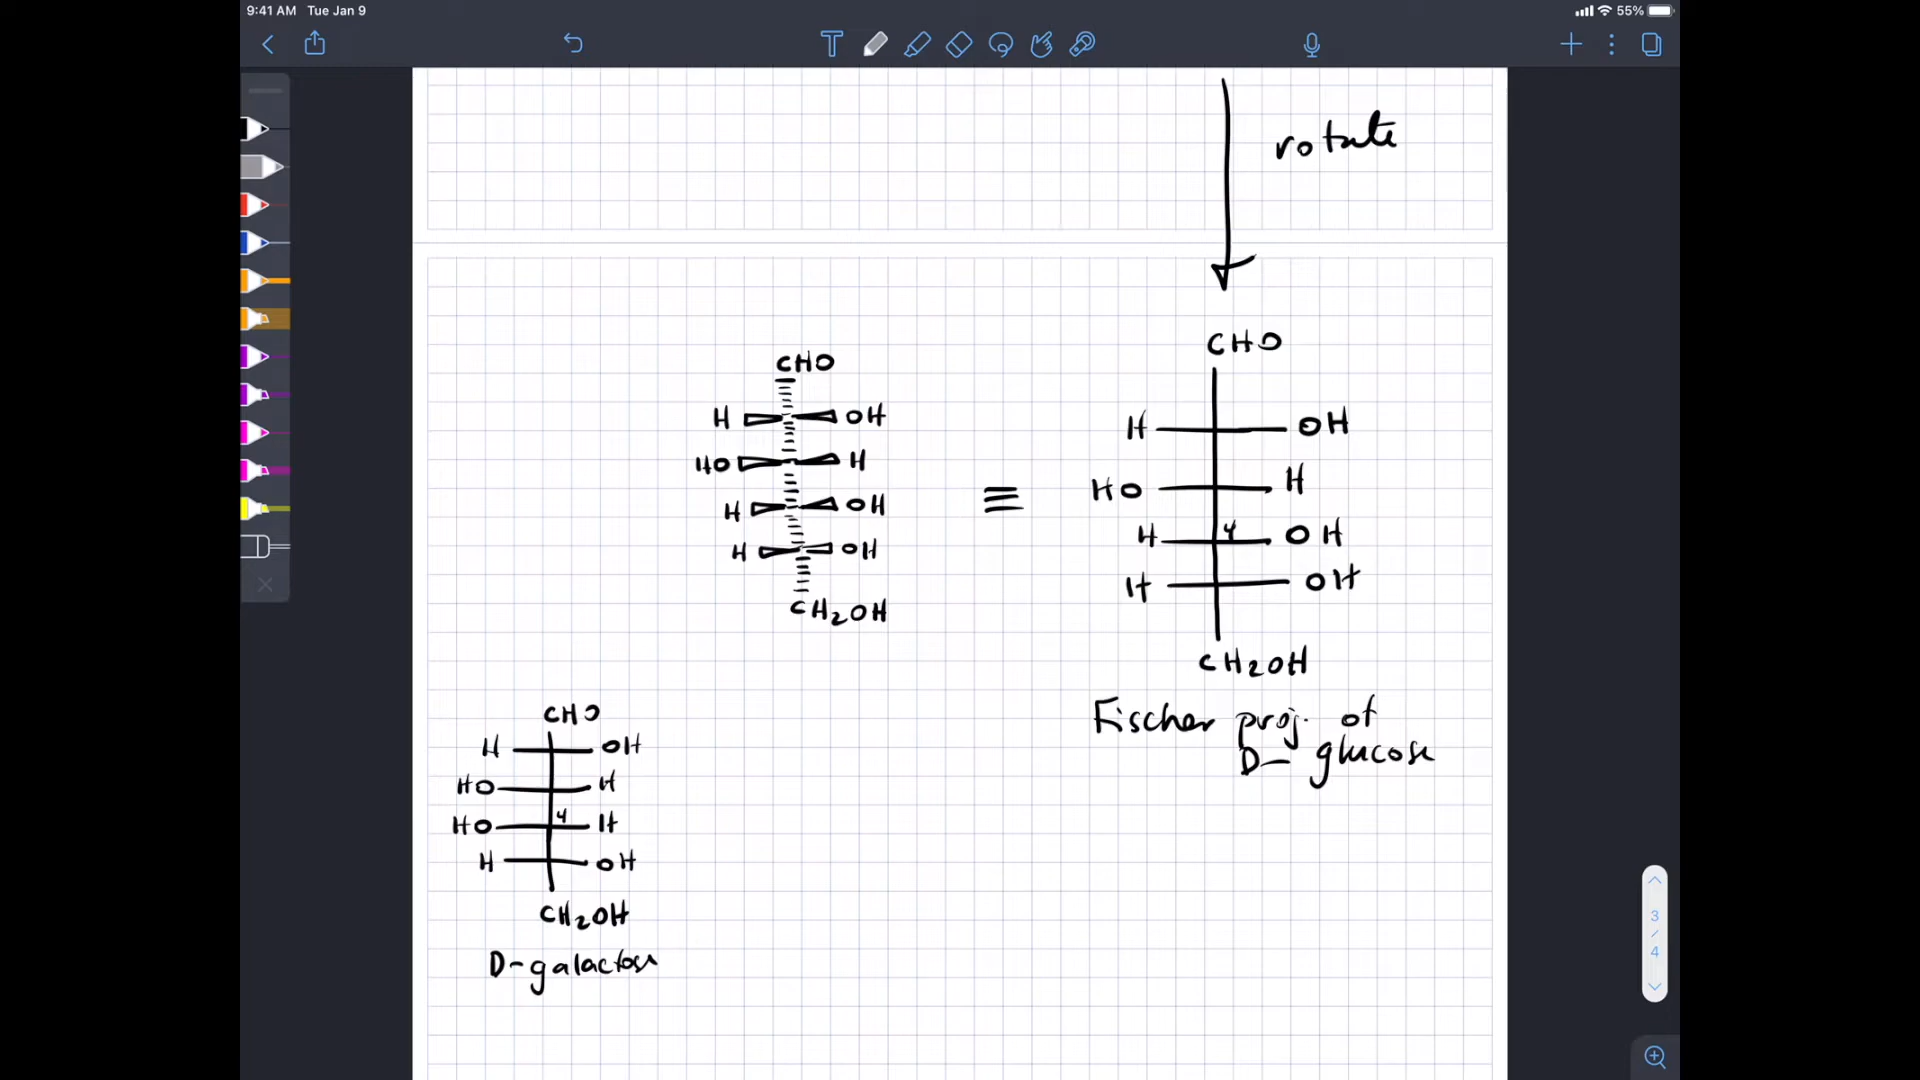 9:41 AM Tue Jan 9
55%
rotate
CHO
H OH
HO H
H OH
H OH
CH2OH
≡
CHO
H OH
HO H
H 4 OH
H OH
CH2OH
Fischer proj. of
D- glucose
CHO
H OH
HO H
HO 4 H
H OH
CH2OH
D-galactose
3
/
4